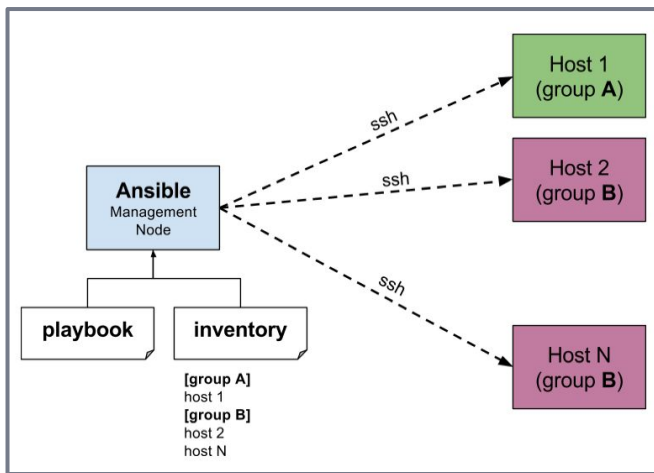 Host 1
(group A)
ssh
Host 2
(group B)
ssh
Ansible
Management
Node
ssh
playbook
inventory
Host N
(group B)
[group A]
host 1
[group B]
host 2
host N